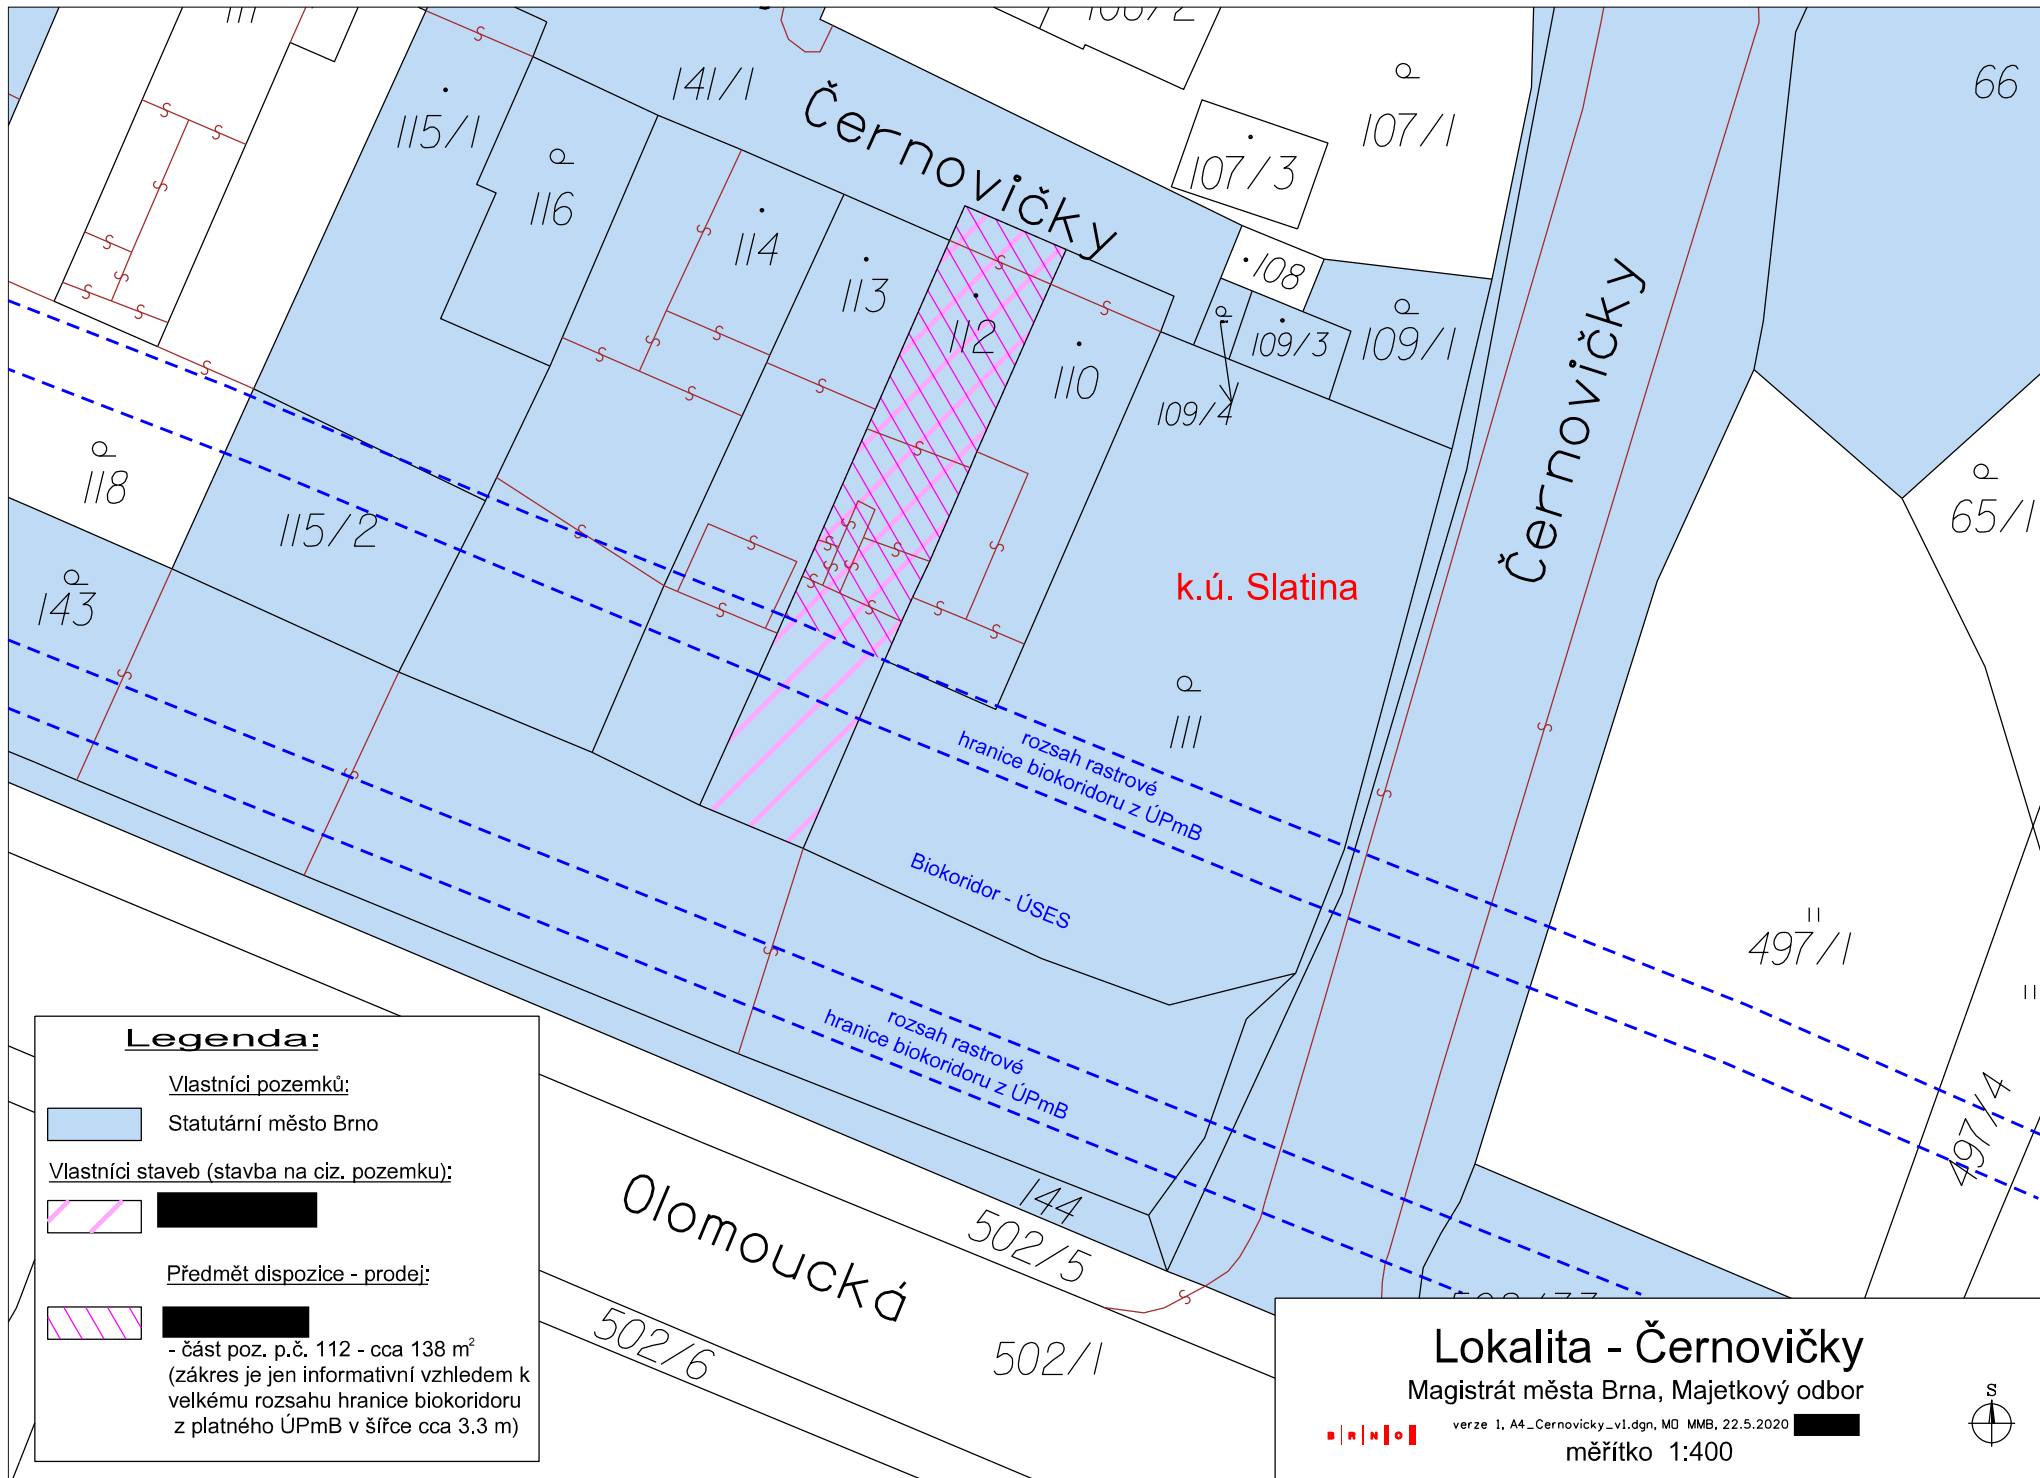 141/1
Černovičky
107/1
66
107/3
115/1
116
114
113
108
112
110
109/3
109/1
109/4
Černovičky
118
115/2
65/1
143
k.ú. Slatina
111
rozsah rastrové
hranice biokoridoru z ÚPmB
Biokoridor - ÚSES
497/1
rozsah rastrové
hranice biokoridoru z ÚPmB
497/4
144
502/5
Olomoucká
502/6
502/1
Legenda:
Vlastníci pozemků:
Statutární město Brno
Vlastníci staveb (stavba na ciz. pozemku):
Předmět dispozice - prodej:
- část poz. p.č. 112 - cca 138 m²
(zákres je jen informativní vzhledem k
velkému rozsahu hranice biokoridoru
z platného ÚPmB v šířce cca 3.3 m)
Lokalita - Černovičky
Magistrát města Brna, Majetkový odbor
verze 1, A4_Cernovicky_v1.dgn, MO MMB, 22.5.2020
BRNO
měřítko 1:400
S